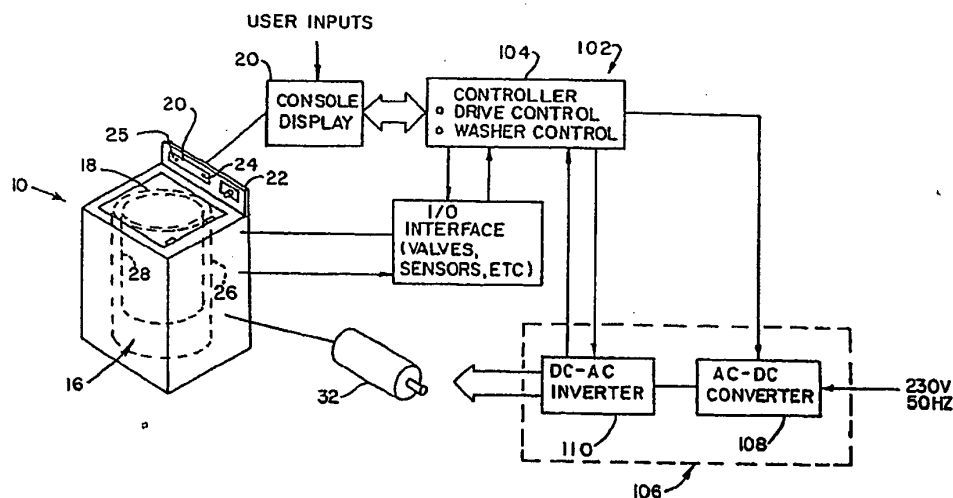 USER INPUTS
20
CONSOLE
DISPLAY
104
102
CONTROLLER
▫ DRIVE CONTROL
▫ WASHER CONTROL
25
20
24
22
18
10
28
26
16
I/O
INTERFACE
(VALVES,
SENSORS, ETC)
32
DC-AC
INVERTER
110
AC-DC
CONVERTER
108
230V
50HZ
106